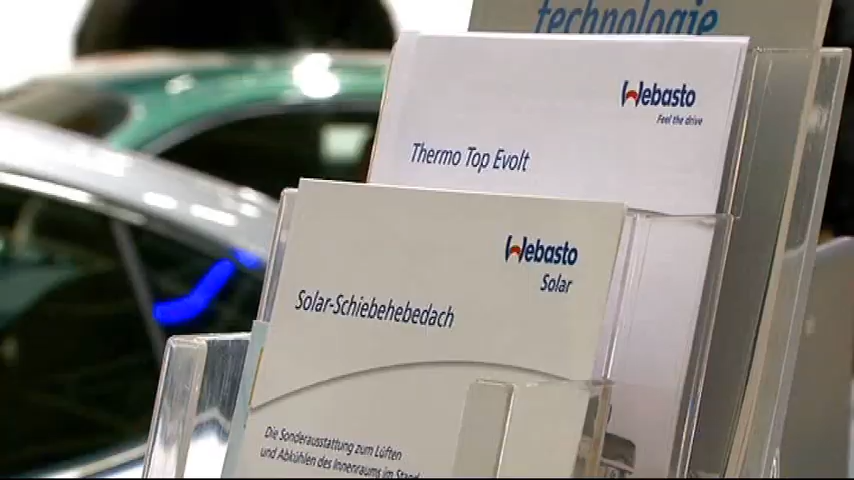 technologie
Webasto
Feel the drive
Thermo Top Evolt
Webasto
Solar
Solar-Schiebehebedach
Die Sonderausstattung zum Lüften
und Abkühlen des Innenraums im Stand